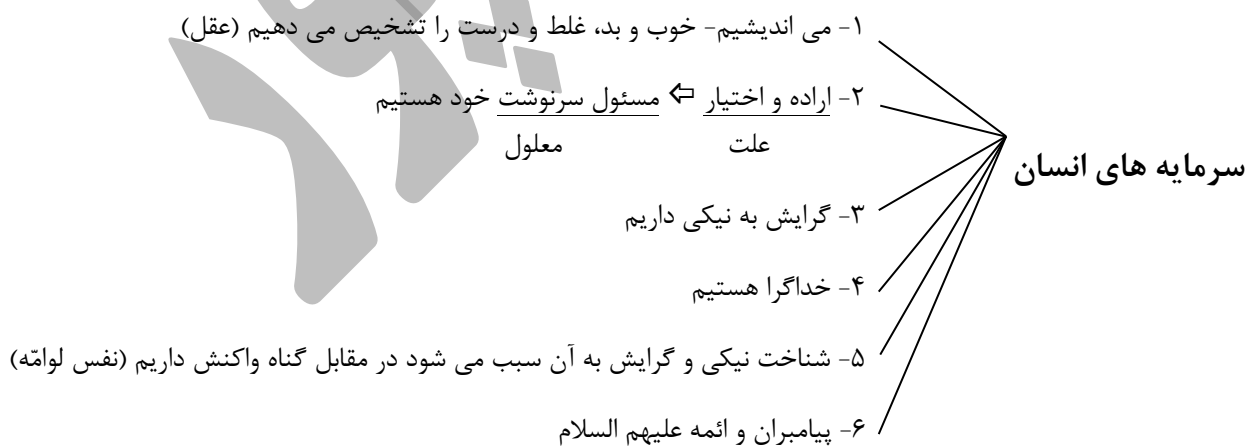 ۱- می اندیشیم- خوب و بد، غلط و درست را تشخیص می دهیم (عقل)
۲- اراده و اختیار ⇦ مسئول سرنوشت خود هستیم
علت معلول
سرمایه های انسان
۳- گرایش به نیکی داریم
۴- خداگرا هستیم
۵- شناخت نیکی و گرایش به آن سبب می شود در مقابل گناه واکنش داریم (نفس لوامّه)
۶- پیامبران و ائمه علیهم السلام